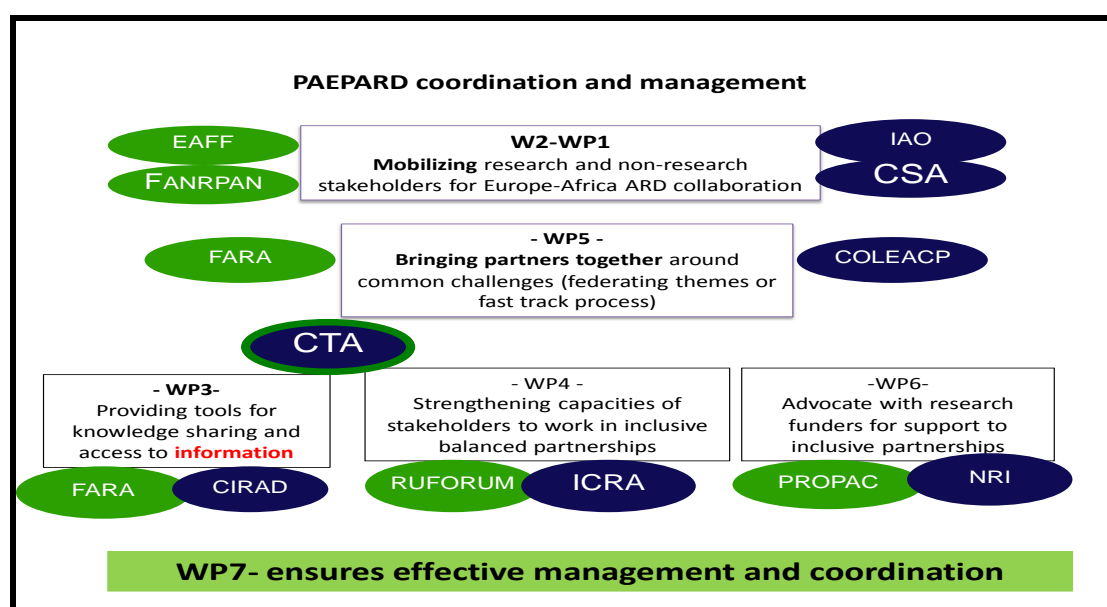 PAEPARD coordination and management
EAFF
FANRPAN
W2-WP1
Mobilizing research and non-research
stakeholders for Europe-Africa ARD collaboration
IAO
CSA
FARA
- WP5 -
Bringing partners together around
common challenges (federating themes or
fast track process)
COLEACP
CTA
- WP3-
Providing tools for
knowledge sharing and
access to information
FARA
CIRAD
- WP4 -
Strengthening capacities of
stakeholders to work in inclusive
balanced partnerships
RUFORUM
ICRA
-WP6-
Advocate with research
funders for support to
inclusive partnerships
PROPAC
NRI
WP7- ensures effective management and coordination